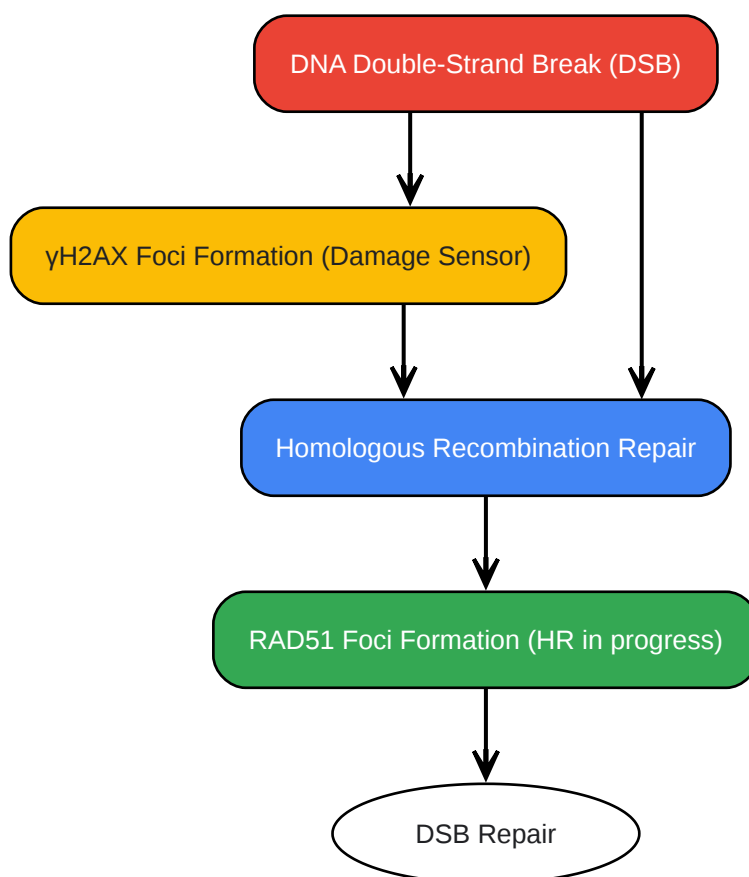 DNA Double-Strand Break (DSB)
γH2AX Foci Formation (Damage Sensor)
Homologous Recombination Repair
RAD51 Foci Formation (HR in progress)
DSB Repair